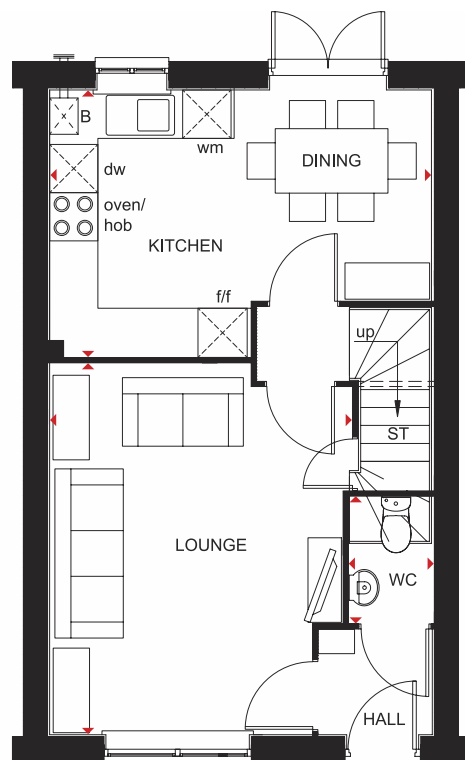 B
wm
DINING
dw
oven/
hob
KITCHEN
f/f
up
ST
LOUNGE
WC
HALL